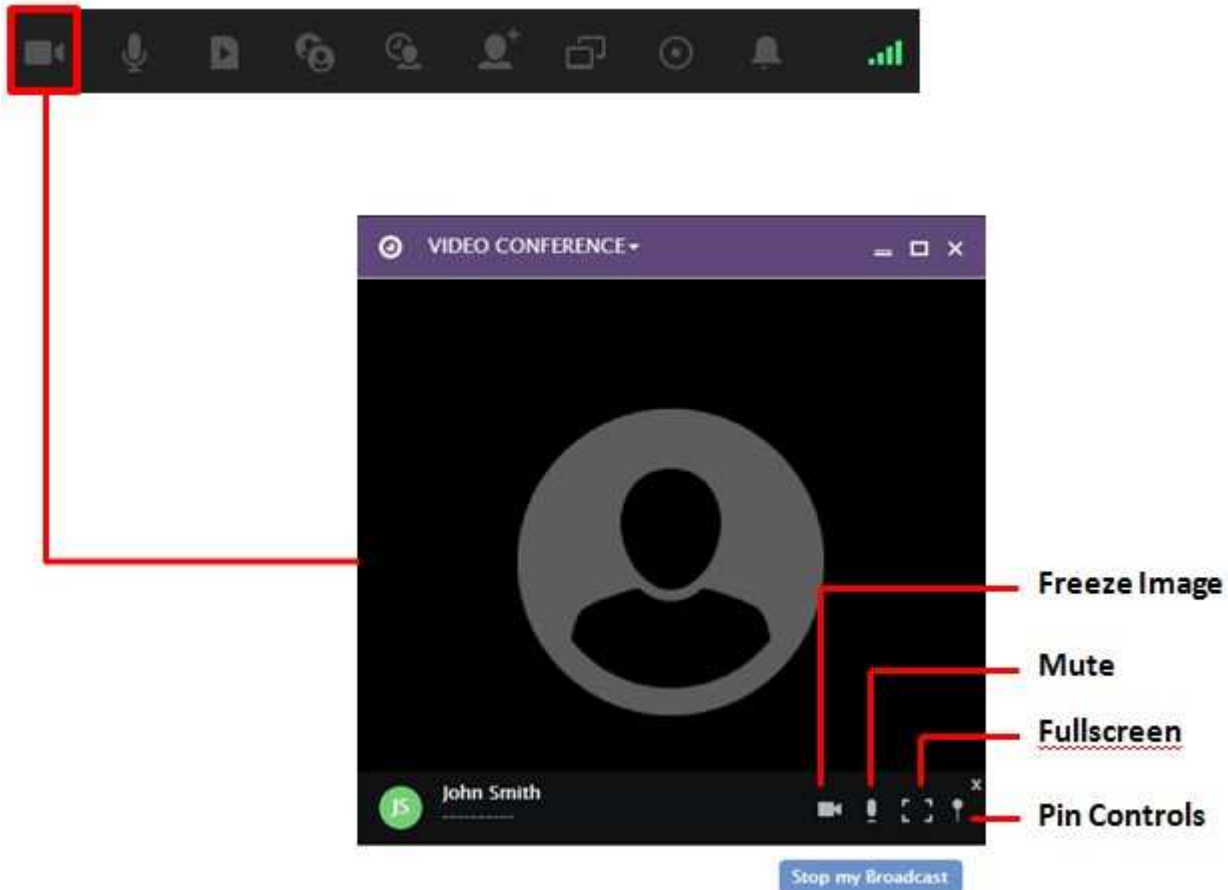 VIDEO CONFERENCE
Freeze Image
Mute
Fullscreen
x
JS
John Smith
----------
Pin Controls
Stop my Broadcast